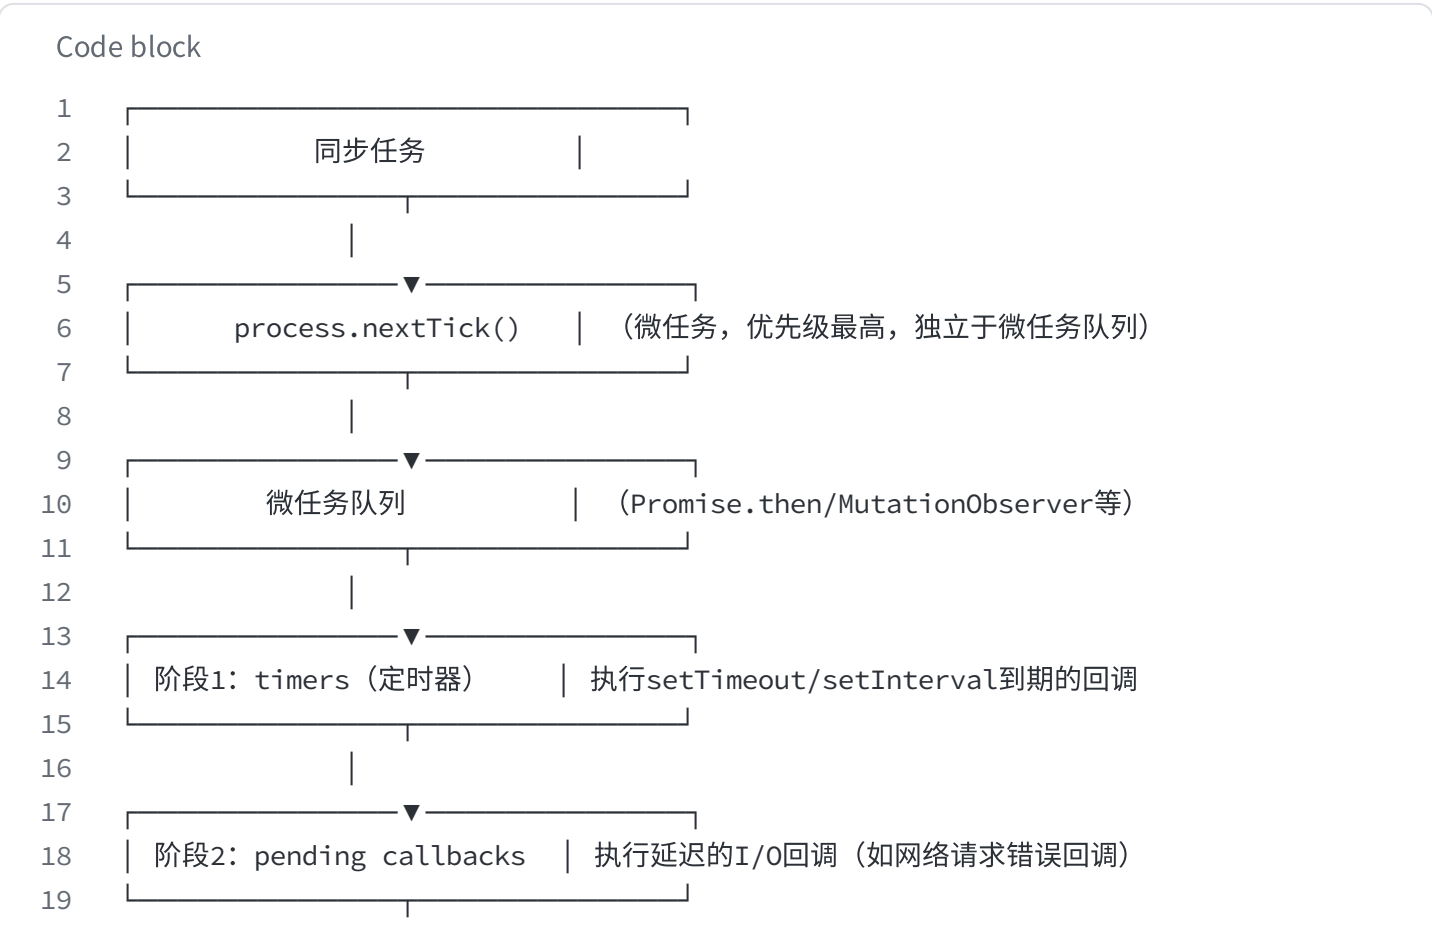 Code block
1 ┌──────────────────────────────────┐
2 │ 同步任务 │
3 └─────────────────┬────────────────┘
4 │
5 ┌─────────────────▼────────────────┐
6 │ process.nextTick() │ （微任务，优先级最高，独立于微任务队列）
7 └─────────────────┬────────────────┘
8 │
9 ┌─────────────────▼────────────────┐
10 │ 微任务队列 │ （Promise.then/MutationObserver等）
11 └─────────────────┬────────────────┘
12 │
13 ┌─────────────────▼────────────────┐
14 │ 阶段1：timers（定时器） │ 执行setTimeout/setInterval到期的回调
15 └─────────────────┬────────────────┘
16 │
17 ┌─────────────────▼────────────────┐
18 │ 阶段2：pending callbacks │ 执行延迟的I/O回调（如网络请求错误回调）
19 └─────────────────┬────────────────┘